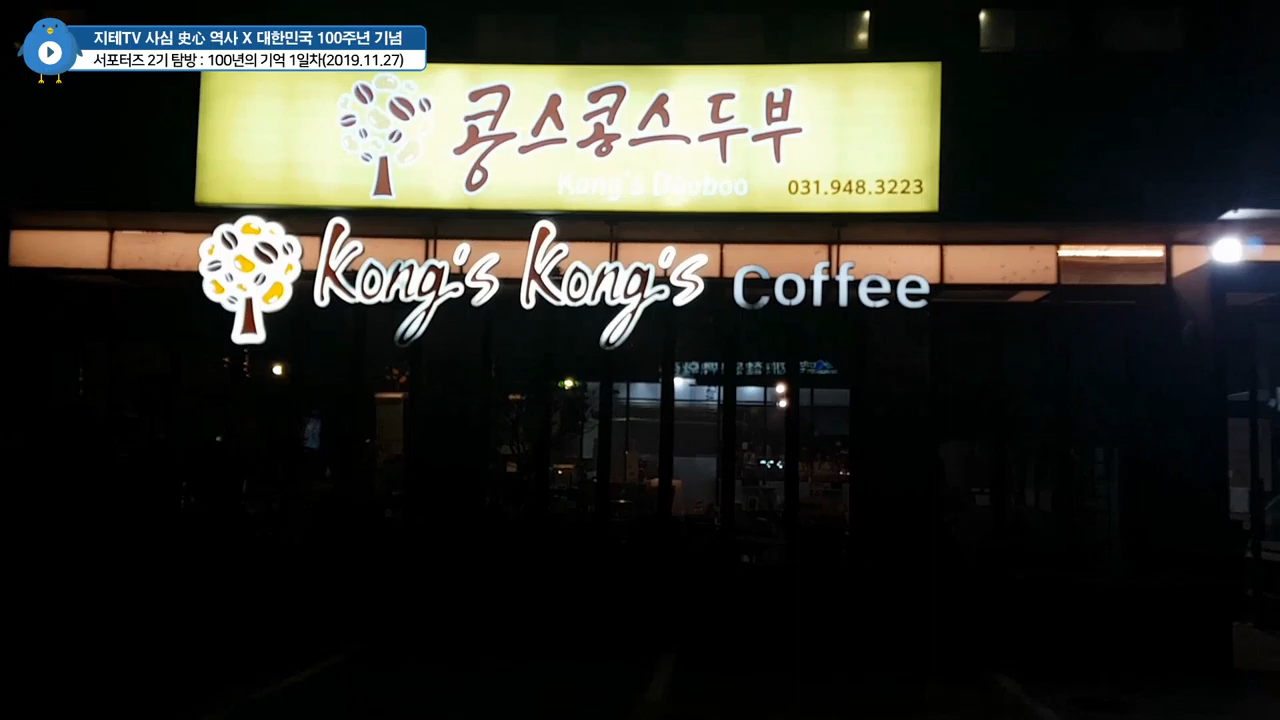 지테TV 사심 史心 역사 X 대한민국 100주년 기념
서포터즈 2기 탐방 : 100년의 기억 1일차(2019.11.27)
콩스콩스두부
Kong's Dooboo
031.948.3223
Kong's Kong's Coffee